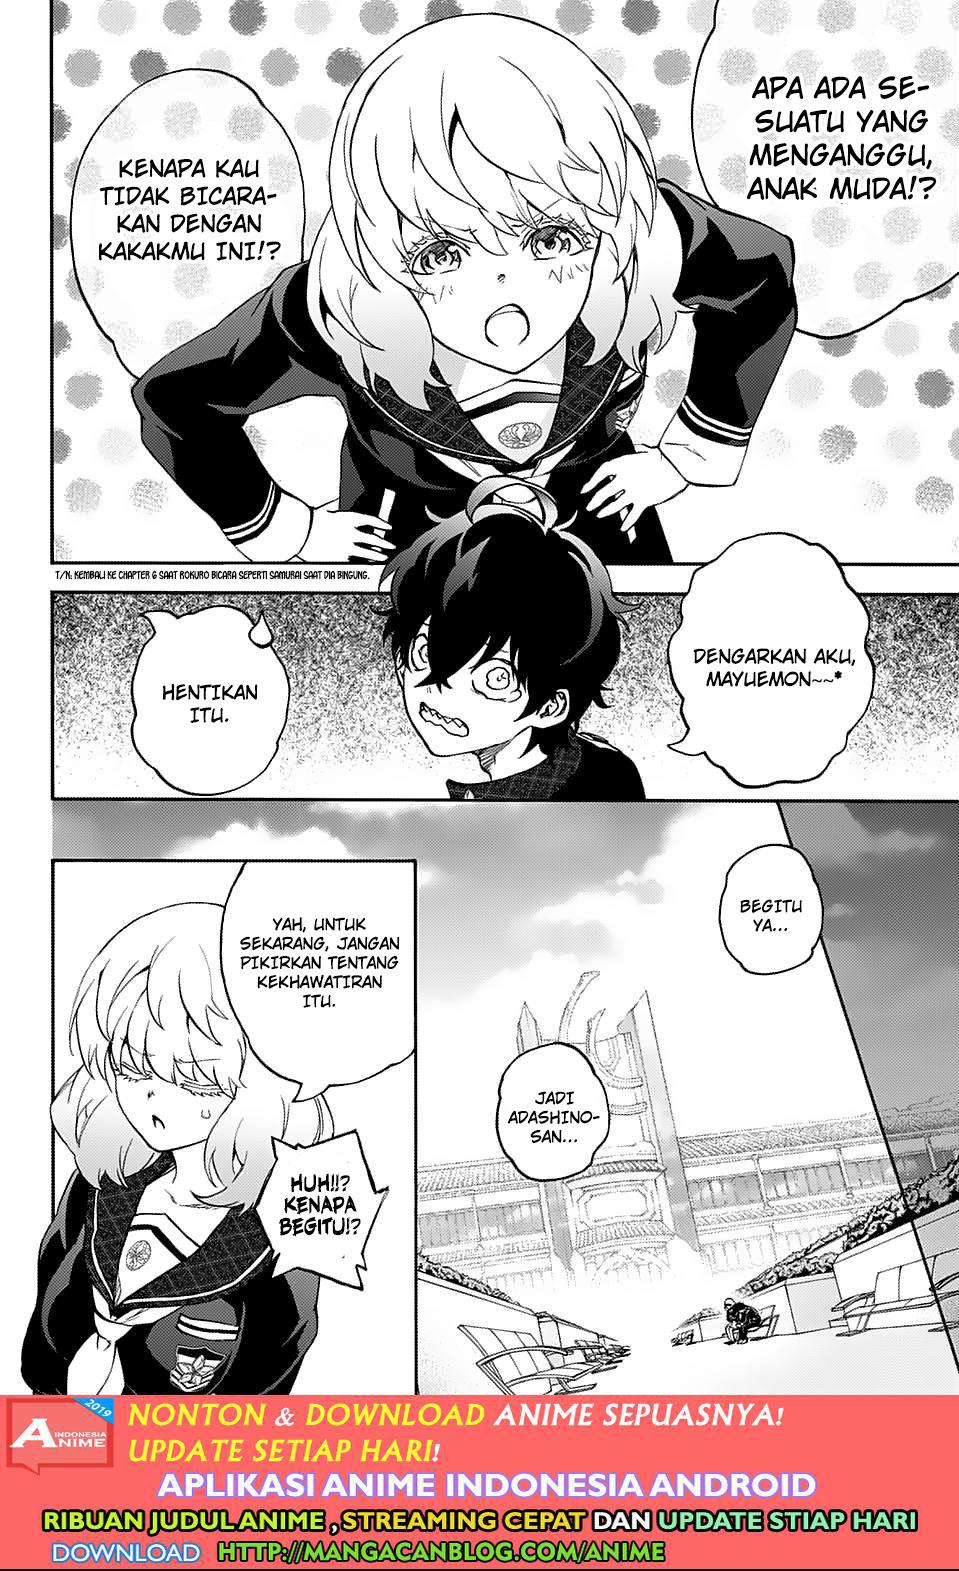 APA ADA SE-
SUATU YANG
MENGANGGU,
ANAK MUDA!?
KENAPA KAU
TIDAK BICARA-
KAN DENGAN
KAKAKMU INI!?
T/N: KEMBALI KE CHAPTER 6 SAAT ROKURO BICARA SEPERTI SAMURAI SAAT DIA BINGUNG.
DENGARKAN AKU,
MAYUEMON~~*
HENTIKAN
ITU.
BEGITU
YA...
JADI
ADASHINO-
SAN...
YAH, UNTUK
SEKARANG, JANGAN
PIKIRKAN TENTANG
KEKHAWATIRAN
ITU.
HUH!!?
KENAPA
BEGITU!?
2019
INDONESIA
ANIME
NONTON & DOWNLOAD ANIME SEPUASNYA!
UPDATE SETIAP HARI!
APLIKASI ANIME INDONESIA ANDROID
RIBUAN JUDUL ANIME , STREAMING CEPAT DAN UPDATE STIAP HARI
DOWNLOAD HTTP://MANGACANBLOG.COM/ANIME